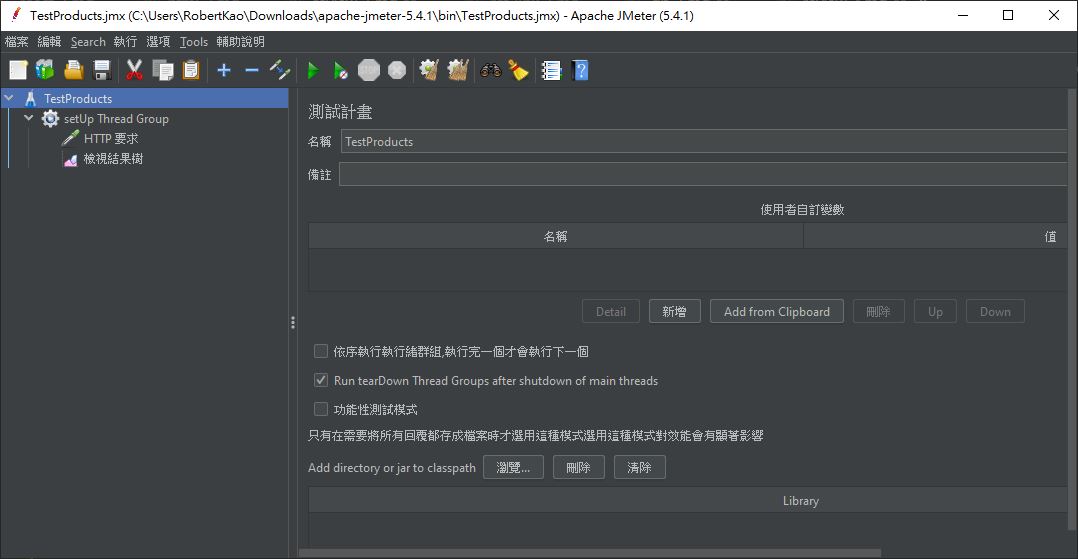 TestProducts.jmx (C:\Users\RobertKao\Downloads\apache-jmeter-5.4.1\bin\TestProducts.jmx) - Apache JMeter (5.4.1)
檔案 編輯 Search 執行 選項 Tools 輔助說明
STOP
TestProducts
setUp Thread Group
HTTP 要求
檢視結果樹
測試計畫
名稱 TestProducts
備註
使用者自訂變數
名稱 值
Detail 新增 Add from Clipboard 刪除 Up Down
依序執行執行緒群組,執行完一個才會執行下一個
Run tearDown Thread Groups after shutdown of main threads
功能性測試模式
只有在需要將所有回覆都存成檔案時才選用這種模式選用這種模式對效能會有顯著影響
Add directory or jar to classpath 瀏覽... 刪除 清除
Library